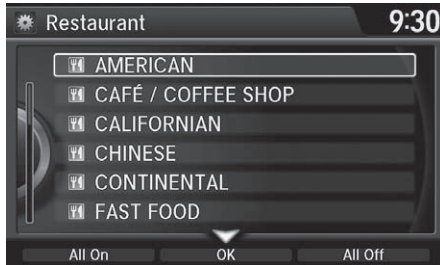 Restaurant 9:30
AMERICAN
CAFÉ / COFFEE SHOP
CALIFORNIAN
CHINESE
CONTINENTAL
FAST FOOD
All On OK All Off